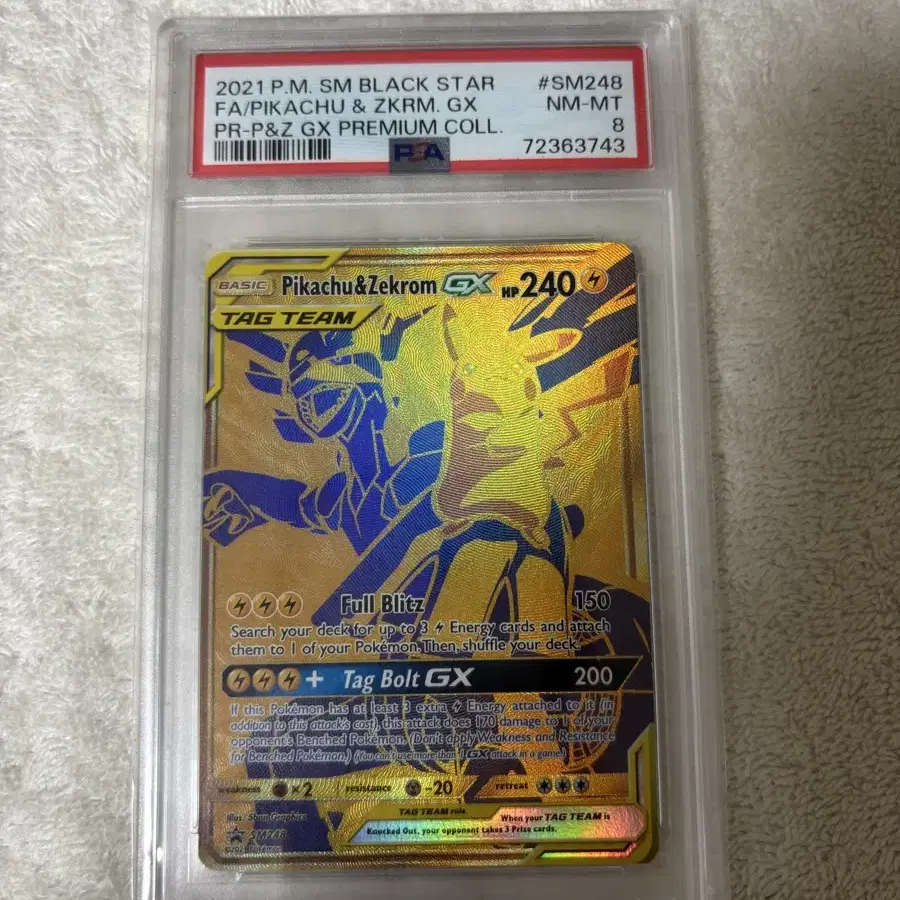 2021 P.M. SM BLACK STAR #SM248
FA/PIKACHU & ZKRM. GX NM-MT
PR-P&Z GX PREMIUM COLL. 8
PSA 72363743
BASIC Pikachu&Zekrom GX HP240
TAG TEAM
Full Blitz 150
Search your deck for up to 3 Energy cards and attach
them to 1 of your Pokémon. Then, shuffle your deck.
+ Tag Bolt GX 200
If this Pokémon has at least 3 extra Energy attached to it (in
addition to this attack's cost), this attack does 170 damage to 1 of your
opponent's Benched Pokémon. (Don't apply Weakness and Resistance
for Benched Pokémon.) (You can't use more than 1 GX attack in a game.)
weakness ×2 resistance -20 retreat
Illus. 5ban Graphics
TAG TEAM rule When your TAG TEAM is
Knocked Out, your opponent takes 3 Prize cards.
SM248
Pokémon